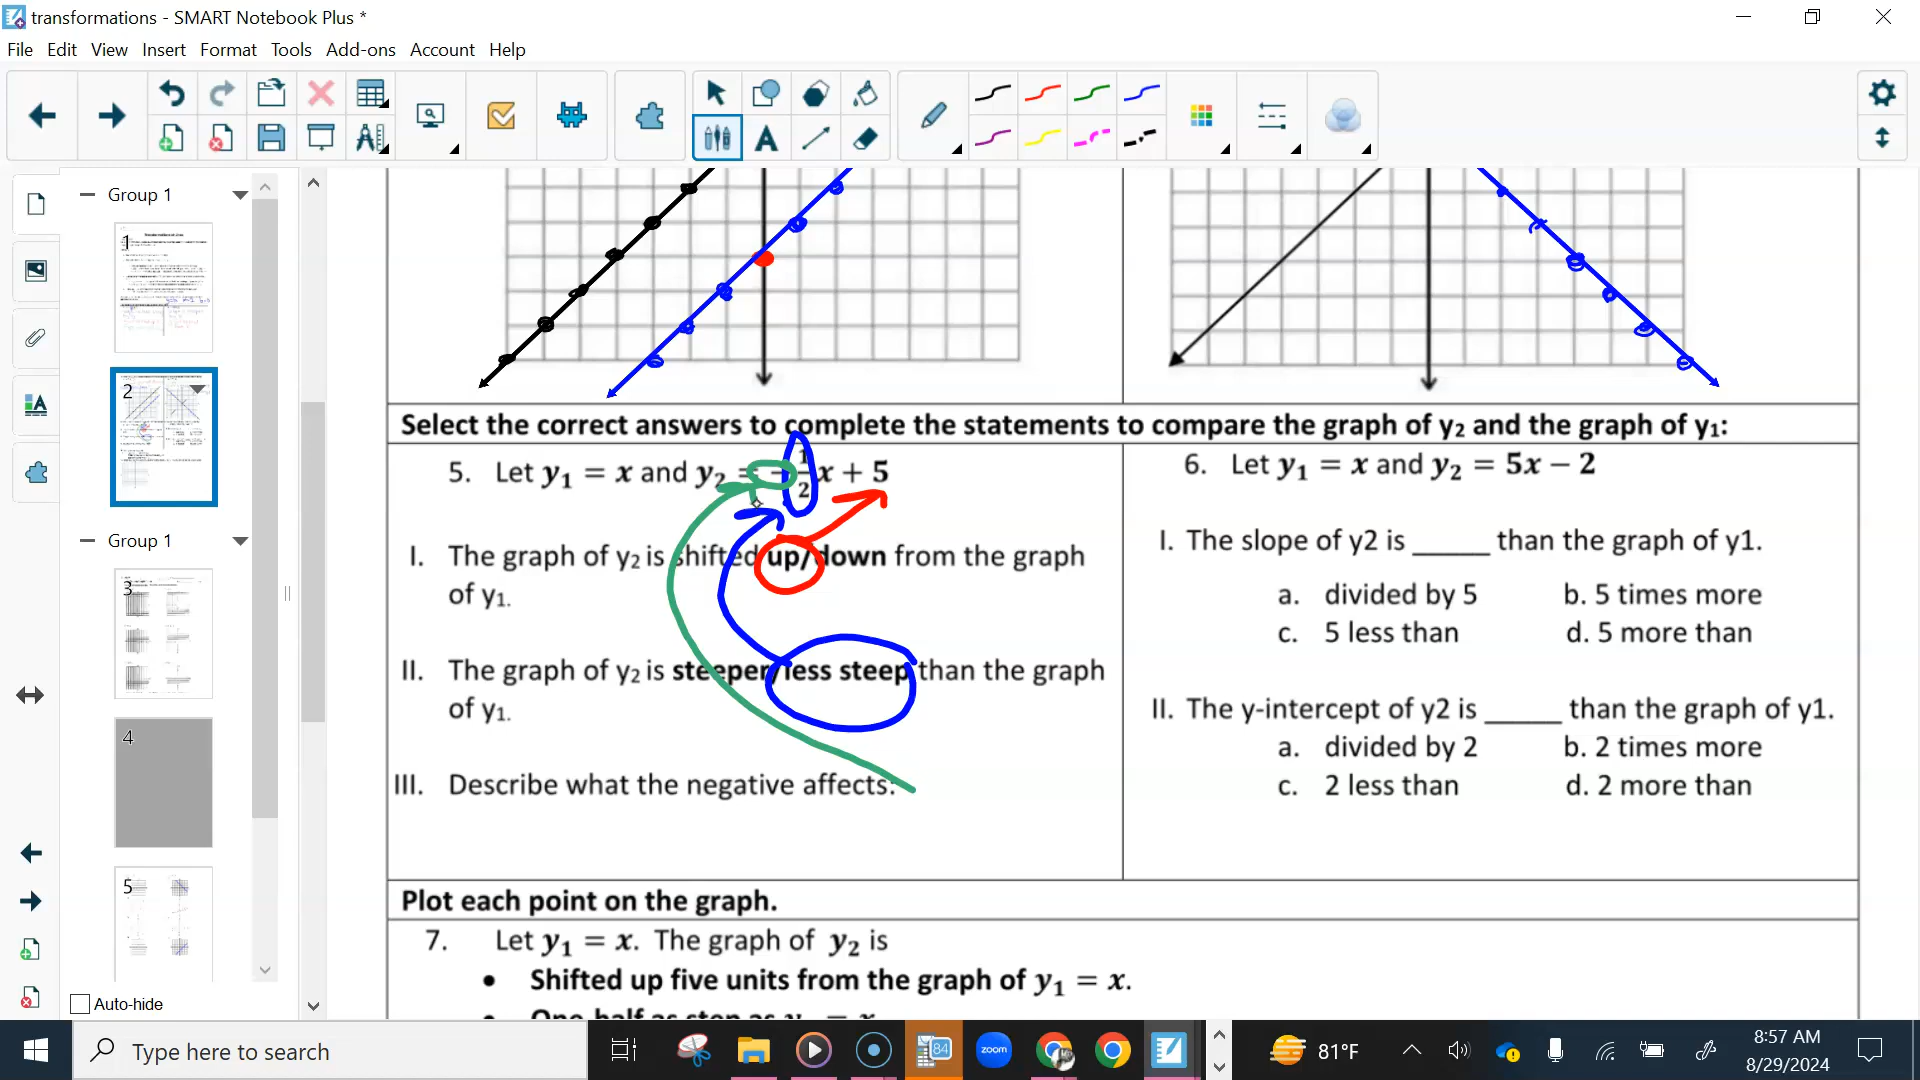 transformations - SMART Notebook Plus *
File Edit View Insert Format Tools Add-ons Account Help
Group 1
1
2
Group 1
3
4
5
Auto-hide
Select the correct answers to complete the statements to compare the graph of y₂ and the graph of y₁:
5. Let y₁ = x and y₂ = -1/2 x + 5
I. The graph of y₂ is shifted up/down from the graph
of y₁.
II. The graph of y₂ is steeper/less steep than the graph
of y₁.
III. Describe what the negative affects:
6. Let y₁ = x and y₂ = 5x − 2
I. The slope of y2 is _____ than the graph of y1.
a. divided by 5 b. 5 times more
c. 5 less than d. 5 more than
II. The y-intercept of y2 is _____ than the graph of y1.
a. divided by 2 b. 2 times more
c. 2 less than d. 2 more than
Plot each point on the graph.
7. Let y₁ = x. The graph of y₂ is
• Shifted up five units from the graph of y₁ = x.
Type here to search
84
zoom
81°F
8:57 AM
8/29/2024